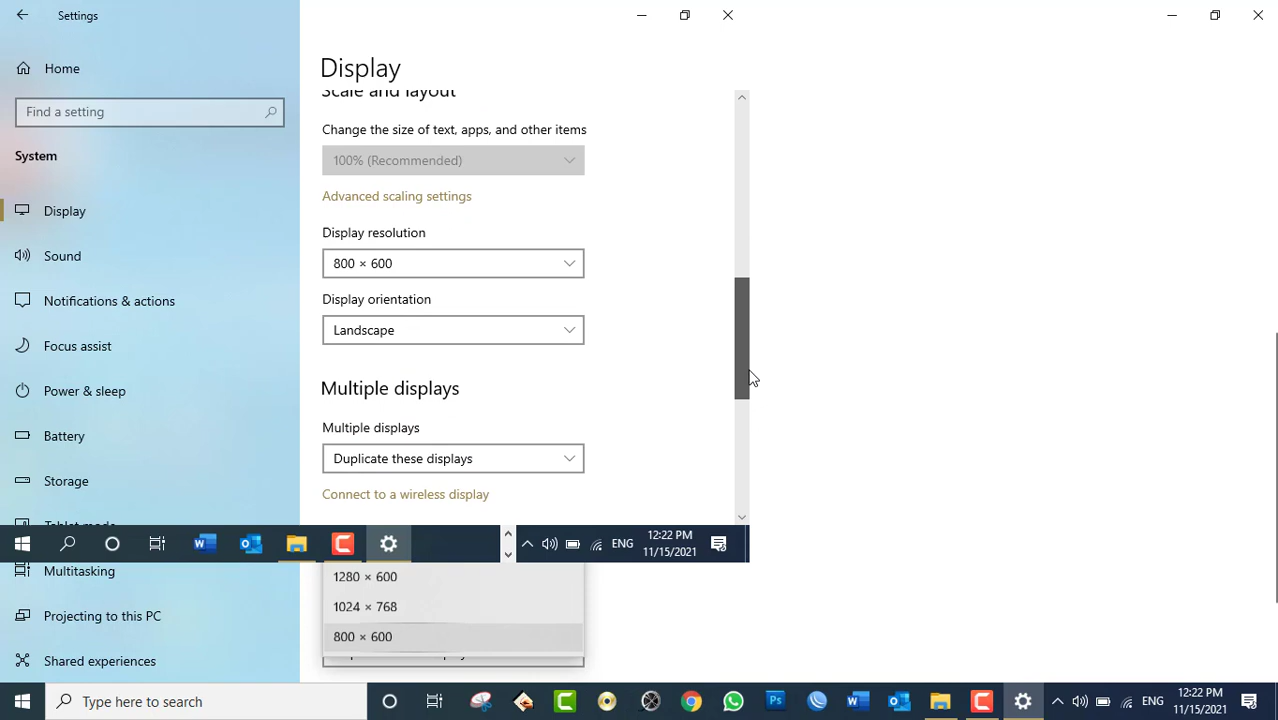 Settings
Home
Find a setting
System
Display
Sound
Notifications & actions
Focus assist
Power & sleep
Battery
Storage
Tablet mode
Multitasking
Projecting to this PC
Shared experiences
Display
Scale and layout
Change the size of text, apps, and other items
100% (Recommended)
Advanced scaling settings
Display resolution
800 × 600
Display orientation
Landscape
Multiple displays
Multiple displays
Duplicate these displays
Connect to a wireless display
ENG
12:22 PM
11/15/2021
1280 × 600
1024 × 768
800 × 600
Type here to search
Ps
ENG
12:22 PM
11/15/2021